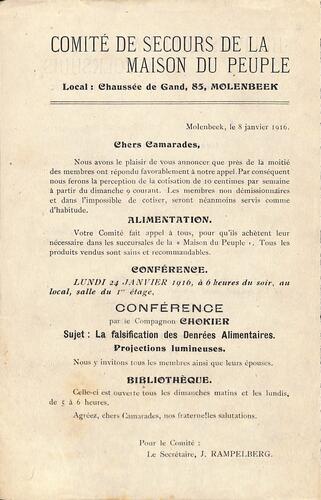 COMITÉ DE SECOURS DE LA
MAISON DU PEUPLE
Local : Chaussée de Gand, 85, MOLENBEEK
Molenbeek, le 8 janvier 1916.
Chers Camarades,
Nous avons le plaisir de vous annoncer que près de la moitié
des membres ont répondu favorablement à notre appel. Par conséquent
nous ferons la perception de la cotisation de 10 centimes par semaine
à partir du dimanche 9 courant. Les membres non démissionnaires
et dans l'impossible de cotiser, seront néanmoins servis comme
d'habitude.
ALIMENTATION.
Votre Comité fait appel à tous, pour qu'ils achètent leur
nécessaire dans les succursales de la « Maison du Peuple ». Tous les
produits vendus sont sains et recommandables.
CONFÉRENCE.
LUNDI 24 JANVIER 1916, à 6 heures du soir, au
local, salle du 1er étage.
CONFÉRENCE
par le Compagnon CHOKIER
Sujet : La falsification des Denrées Alimentaires.
Projections lumineuses.
Nous y invitons tous les membres ainsi que leurs épouses.
BIBLIOTHÈQUE.
Celle-ci est ouverte tous les dimanches matins et les lundis,
de 5 à 6 heures.
Agréez, chers Camarades, nos fraternelles salutations.
Pour le Comité :
Le Secrétaire, J. RAMPELBERG.